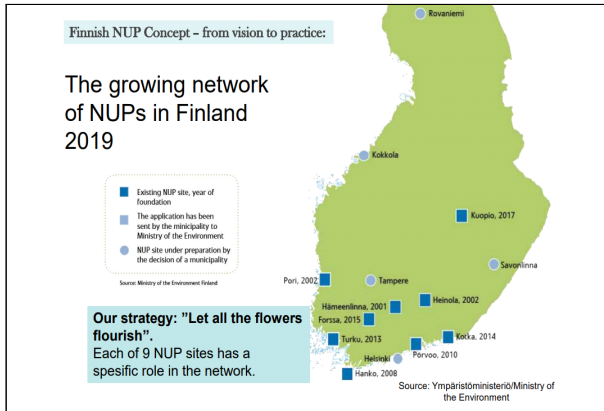 Finnish NUP Concept – from vision to practice:
The growing network
of NUPs in Finland
2019
Existing NUP site, year of
foundation
The application has been
sent by the minicipality to
Ministry of the Environment
NUP site under preparation by
the decision of a municipality
Source: Ministry of the Environment Finland
Rovaniemi
Kokkola
Kuopio, 2017
Savonlinna
Pori, 2002
Tampere
Hämeenlinna, 2001
Heinola, 2002
Forssa, 2015
Turku, 2013
Kotka, 2014
Porvoo, 2010
Helsinki
Hanko, 2008
Our strategy: ”Let all the flowers
flourish”.
Each of 9 NUP sites has a
spesific role in the network.
Source: Ympäristöministeriö/Ministry of
the Environment